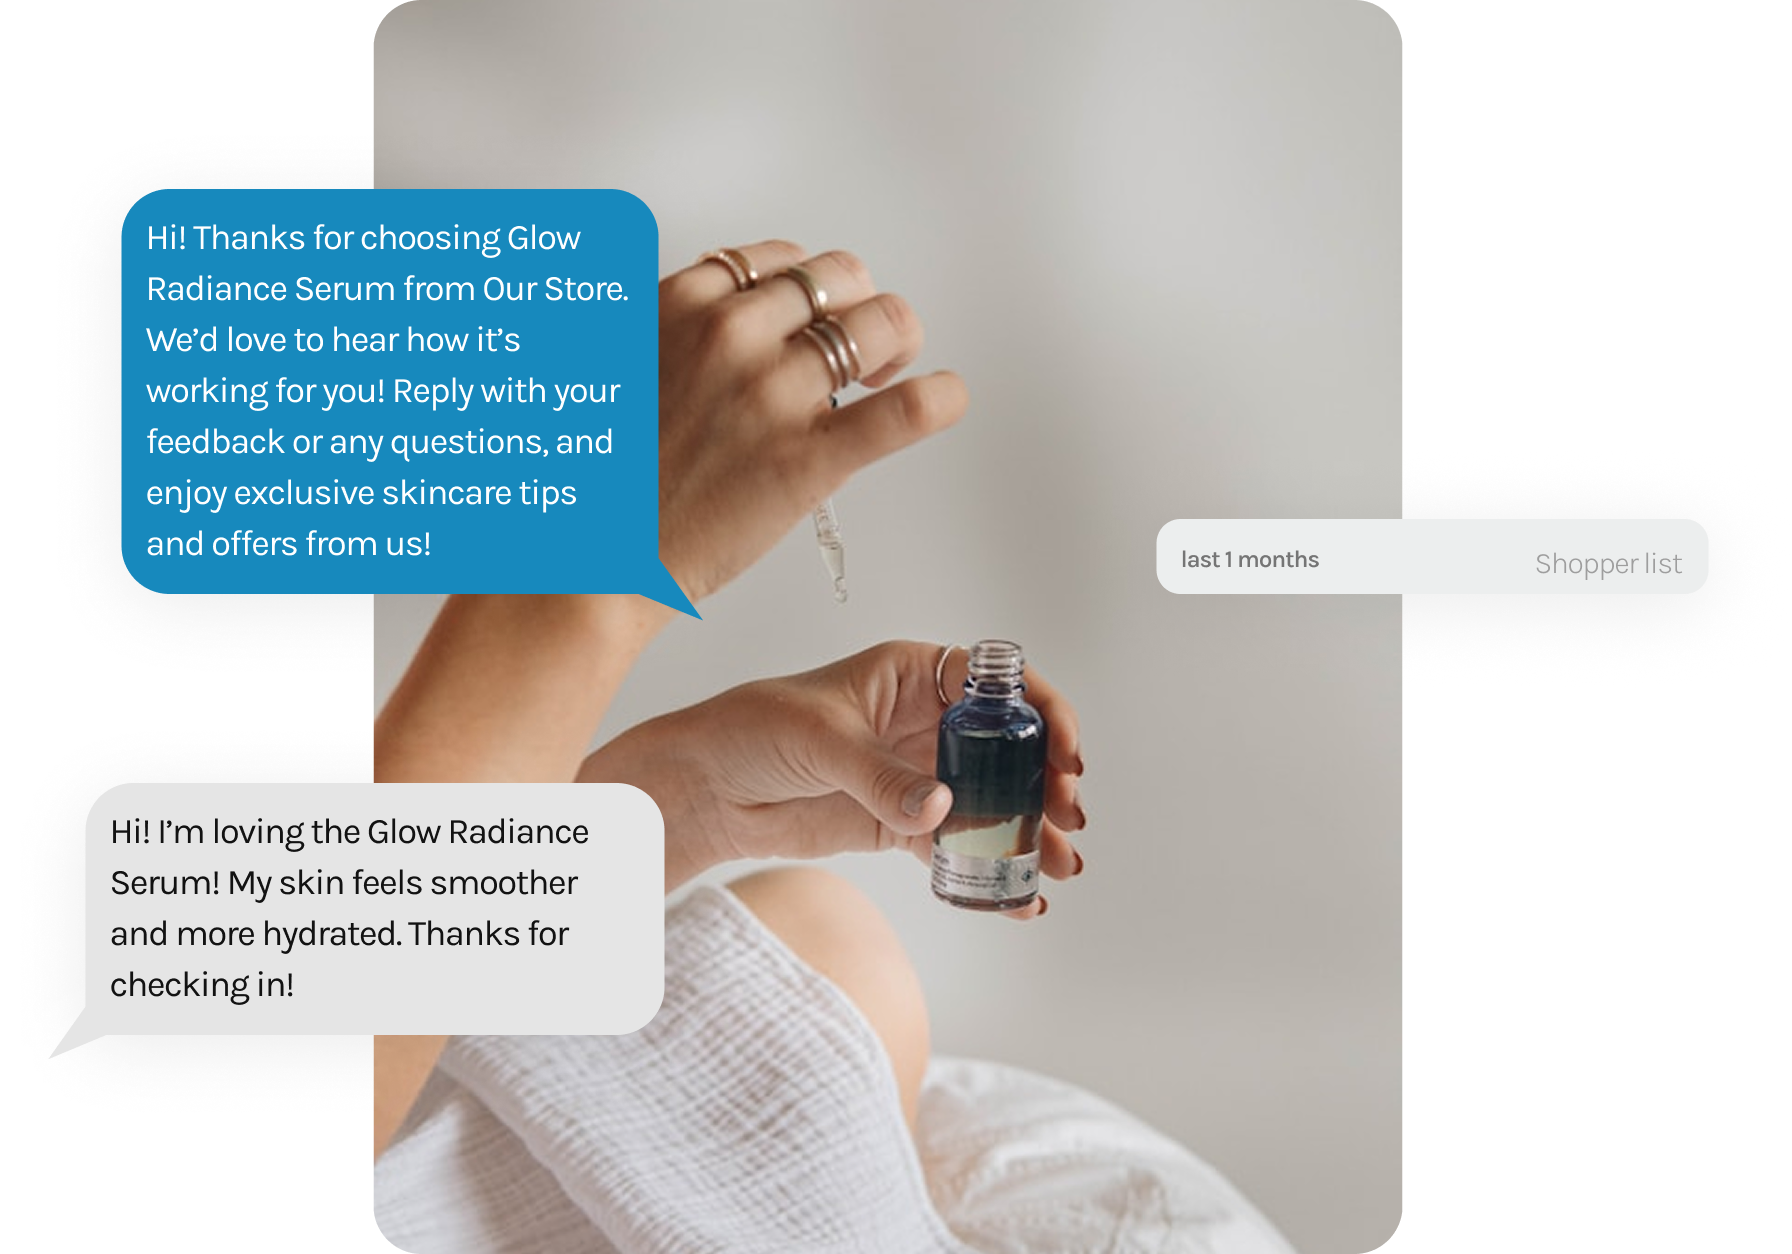 Hi! Thanks for choosing Glow
Radiance Serum from Our Store.
We’d love to hear how it’s
working for you! Reply with your
feedback or any questions, and
enjoy exclusive skincare tips
and offers from us!
last 1 months
Shopper list
Hi! I’m loving the Glow Radiance
Serum! My skin feels smoother
and more hydrated. Thanks for
checking in!